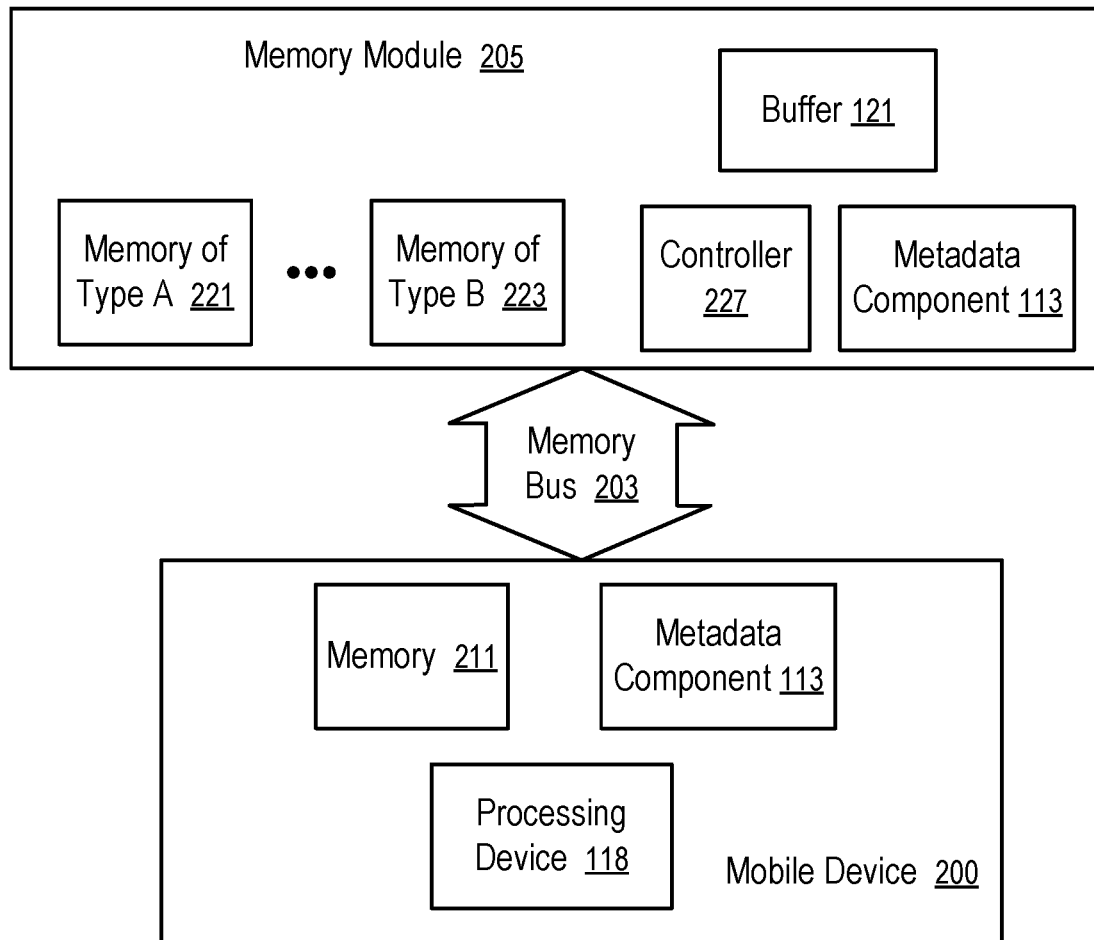 Memory Module 205
Buffer 121
Memory of
Type A 221
Memory of
Type B 223
Controller
227
Metadata
Component 113
Memory
Bus 203
Memory 211
Metadata
Component 113
Processing
Device 118
Mobile Device 200